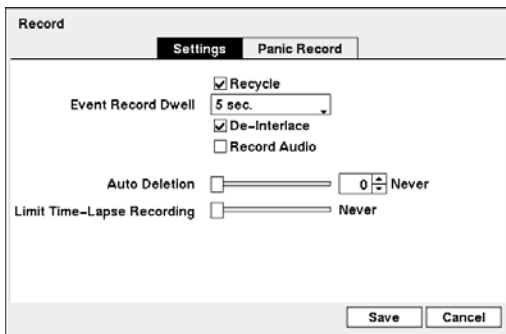 Record
Settings Panic Record
Recycle
Event Record Dwell 5 sec.
De-Interlace
Record Audio
Auto Deletion 0 Never
Limit Time-Lapse Recording Never
Save Cancel